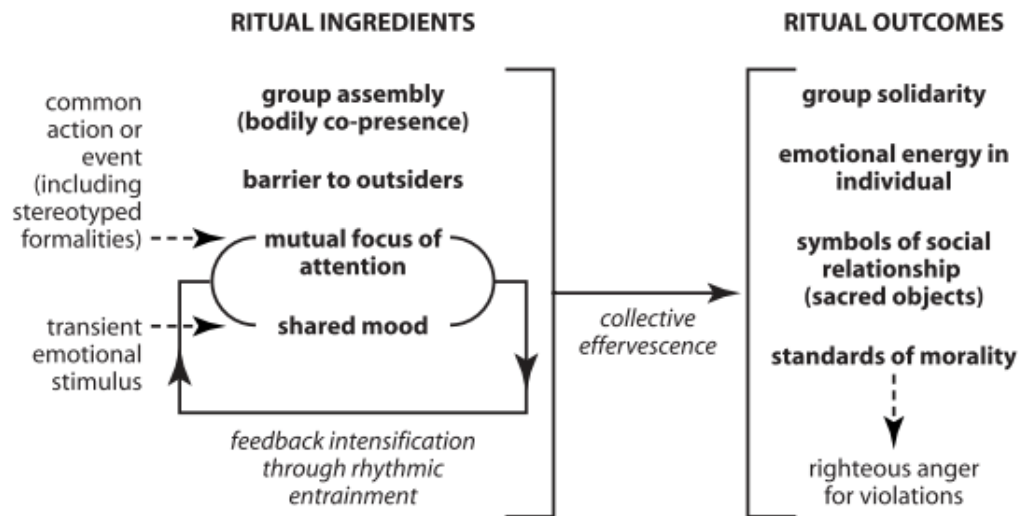 RITUAL INGREDIENTS
RITUAL OUTCOMES
common
action or
event
(including
stereotyped
formalities)
transient
emotional
stimulus
group assembly
(bodily co-presence)
barrier to outsiders
mutual focus of
attention
shared mood
feedback intensification
through rhythmic
entrainment
collective
effervescence
group solidarity
emotional energy in
individual
symbols of social
relationship
(sacred objects)
standards of morality
righteous anger
for violations